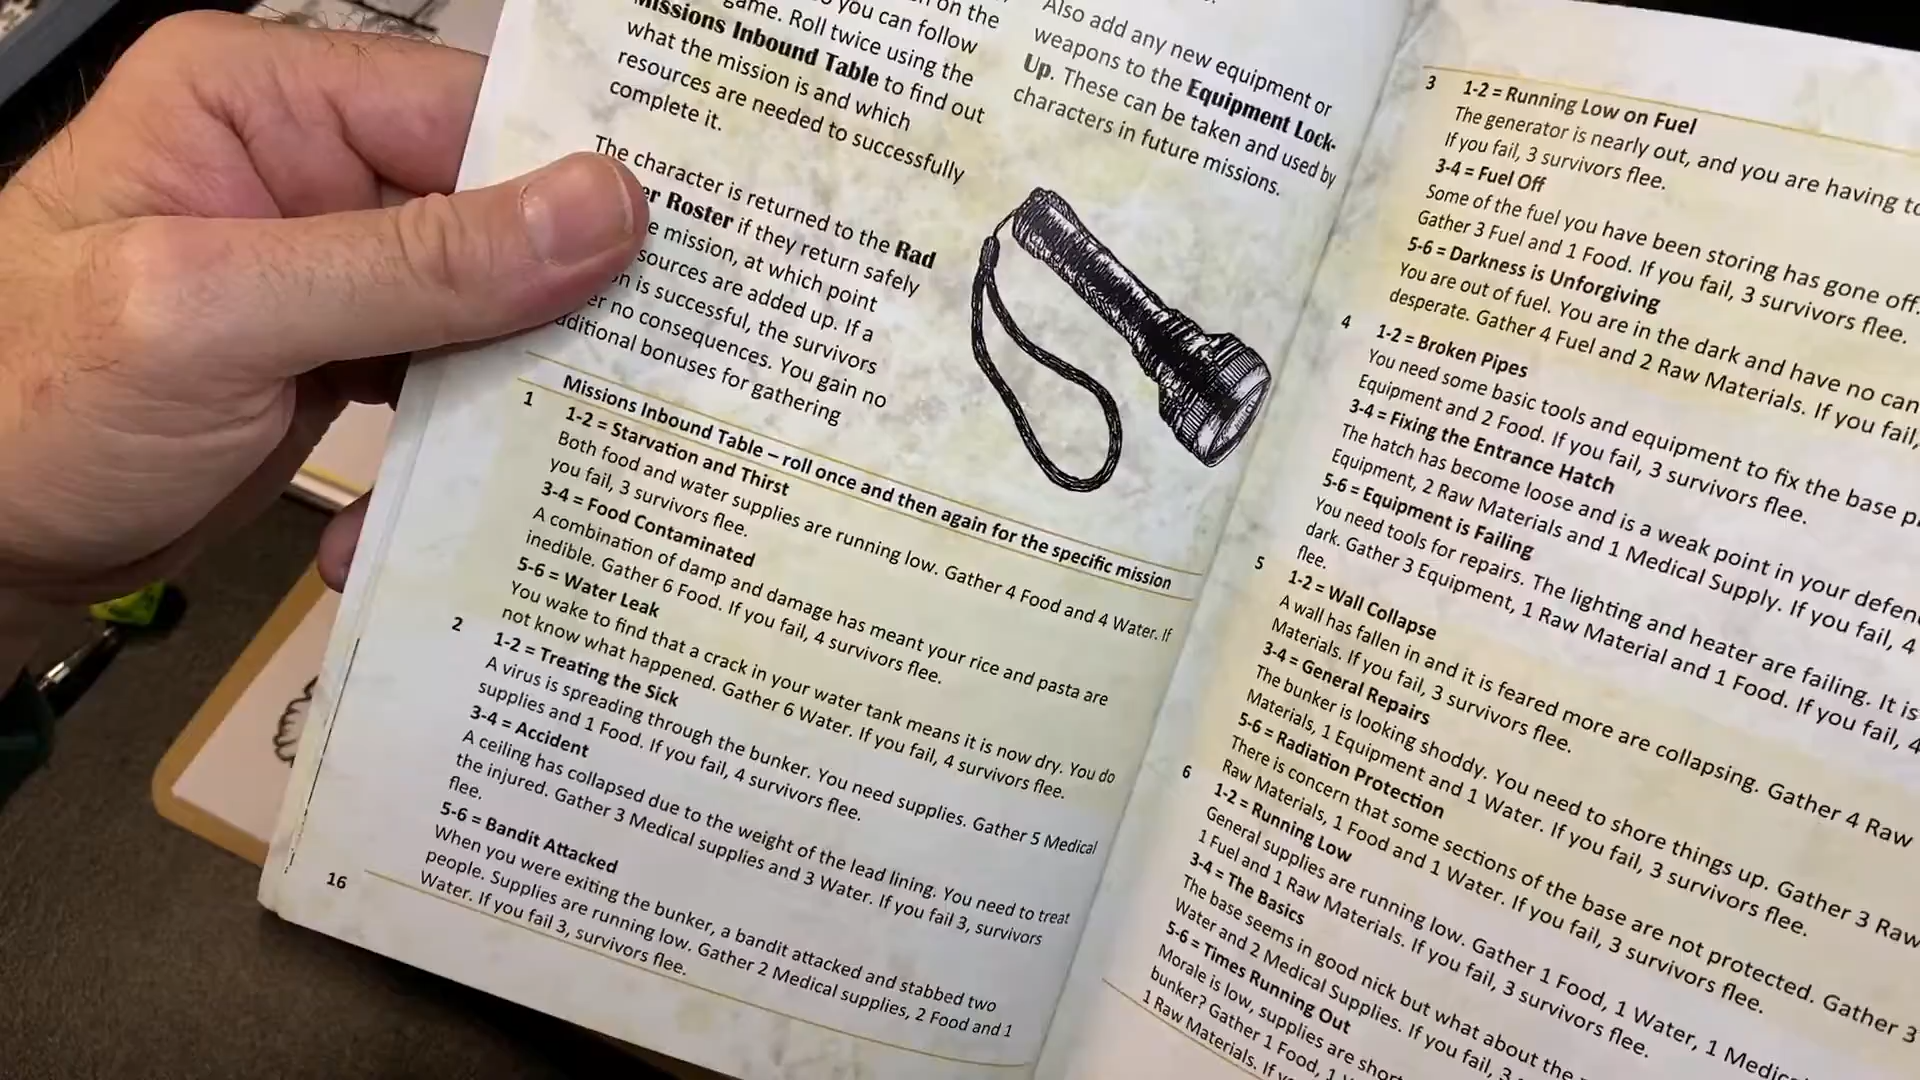 on the
you can follow
game. Roll twice using the
Missions Inbound Table to find out
what the mission is and which
resources are needed to successfully
complete it.
The character is returned to the Rad
er Roster if they return safely
e mission, at which point
sources are added up. If a
on is successful, the survivors
er no consequences. You gain no
additional bonuses for gathering
Also add any new equipment or
weapons to the Equipment Lock-
Up. These can be taken and used by
characters in future missions.
Missions Inbound Table – roll once and then again for the specific mission
1 1-2 = Starvation and Thirst
Both food and water supplies are running low. Gather 4 Food and 4 Water. If
you fail, 3 survivors flee.
3-4 = Food Contaminated
A combination of damp and damage has meant your rice and pasta are
inedible. Gather 6 Food. If you fail, 4 survivors flee.
5-6 = Water Leak
You wake to find that a crack in your water tank means it is now dry. You do
not know what happened. Gather 6 Water. If you fail, 4 survivors flee.
2 1-2 = Treating the Sick
A virus is spreading through the bunker. You need supplies. Gather 5 Medical
supplies and 1 Food. If you fail, 4 survivors flee.
3-4 = Accident
A ceiling has collapsed due to the weight of the lead lining. You need to treat
the injured. Gather 3 Medical supplies and 3 Water. If you fail 3, survivors
flee.
5-6 = Bandit Attacked
When you were exiting the bunker, a bandit attacked and stabbed two
people. Supplies are running low. Gather 2 Medical supplies, 2 Food and 1
Water. If you fail 3, survivors flee.
16
3 1-2 = Running Low on Fuel
The generator is nearly out, and you are having to
If you fail, 3 survivors flee.
3-4 = Fuel Off
Some of the fuel you have been storing has gone off.
Gather 3 Fuel and 1 Food. If you fail, 3 survivors flee.
5-6 = Darkness is Unforgiving
You are out of fuel. You are in the dark and have no can
desperate. Gather 4 Fuel and 2 Raw Materials. If you fail,
4 1-2 = Broken Pipes
You need some basic tools and equipment to fix the base p
Equipment and 2 Food. If you fail, 3 survivors flee.
3-4 = Fixing the Entrance Hatch
The hatch has become loose and is a weak point in your defen
Equipment, 2 Raw Materials and 1 Medical Supply. If you fail, 4
5-6 = Equipment is Failing
You need tools for repairs. The lighting and heater are failing. It is
dark. Gather 3 Equipment, 1 Raw Material and 1 Food. If you fail, 4
flee.
5 1-2 = Wall Collapse
A wall has fallen in and it is feared more are collapsing. Gather 4 Raw
Materials. If you fail, 3 survivors flee.
3-4 = General Repairs
The bunker is looking shoddy. You need to shore things up. Gather 3 Raw
Materials, 1 Equipment and 1 Water. If you fail, 3 survivors flee.
5-6 = Radiation Protection
There is concern that some sections of the base are not protected. Gather 3
Raw Materials, 1 Food and 1 Water. If you fail, 3 survivors flee.
6 1-2 = Running Low
General supplies are running low. Gather 1 Food, 1 Water, 1 Medic
1 Fuel and 1 Raw Materials. If you fail, 3 survivors flee.
3-4 = The Basics
The base seems in good nick but what about the
Water and 2 Medical Supplies. If you fail, 3
5-6 = Times Running Out
Morale is low, supplies are short
bunker? Gather 1 Food, 1
1 Raw Materials. If